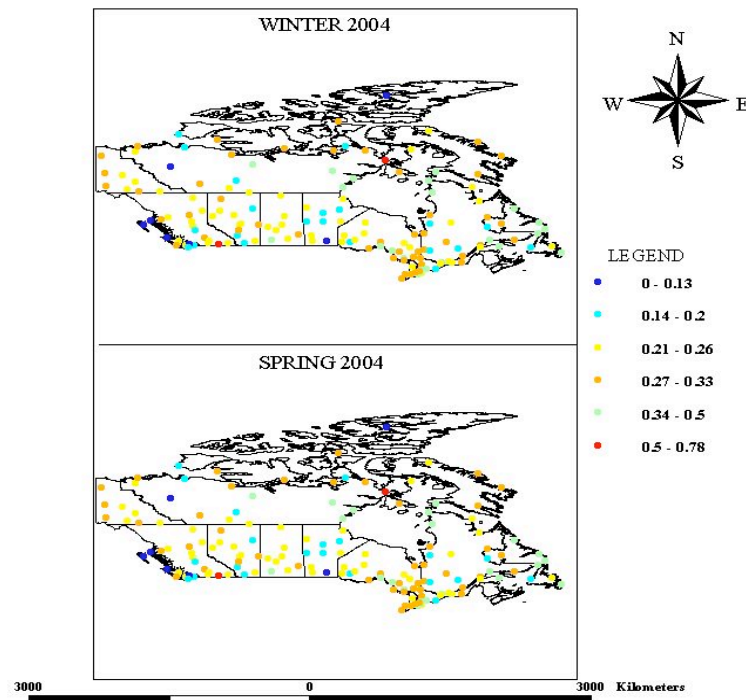 WINTER 2004
N
W E
S
LEGEND
0 - 0.13
0.14 - 0.2
0.21 - 0.26
0.27 - 0.33
0.34 - 0.5
0.5 - 0.78
SPRING 2004
3000 0 3000 Kilometers